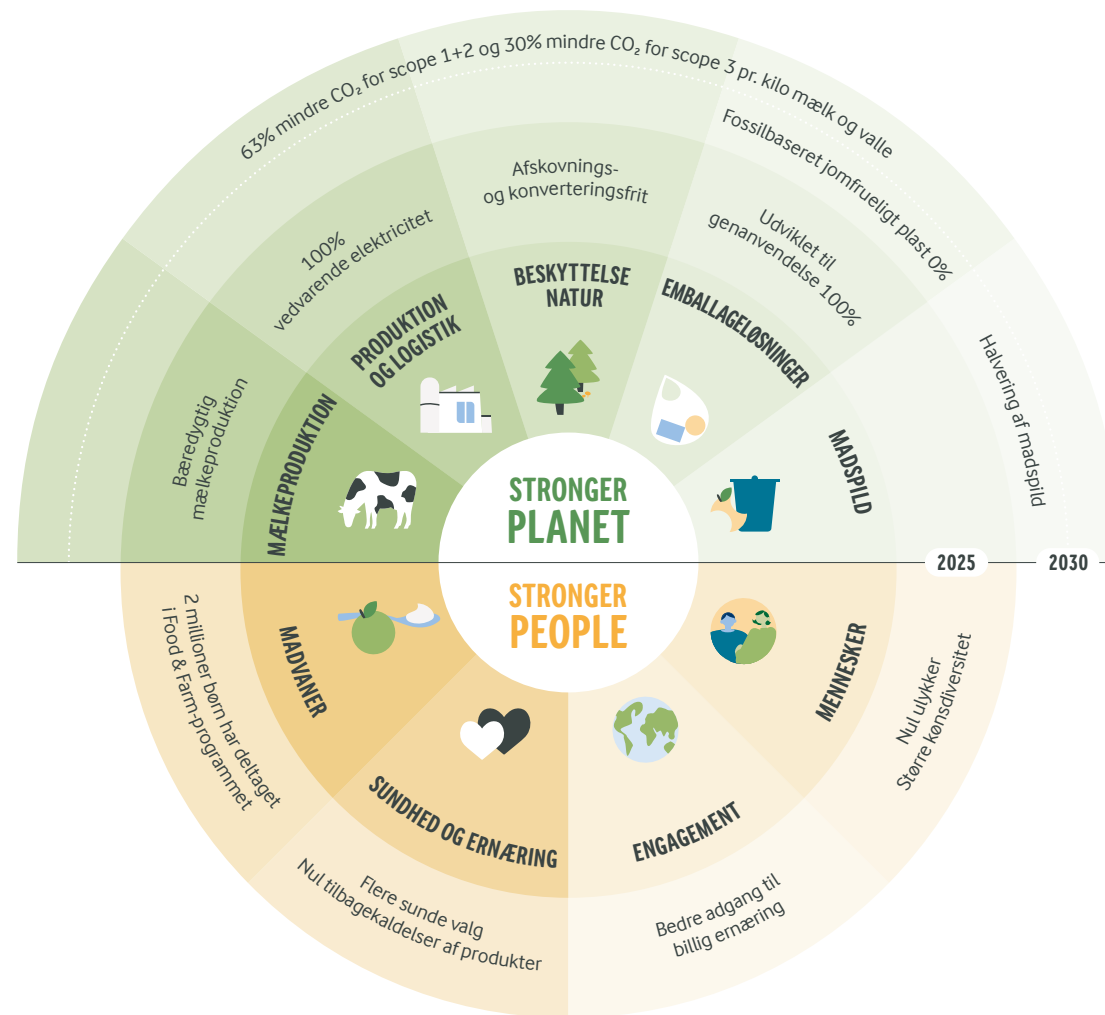 63% mindre CO₂ for scope 1+2 og 30% mindre CO₂ for scope 3 pr. kilo mælk og valle
Fossilbaseret jomfrueligt plast 0%
Afskovnings-
og konverteringsfrit
100%
vedvarende elektricitet
Udviklet til
genanvendelse 100%
Bæredygtig
mælkeproduktion
Halvering af madspild
BESKYTTELSE
NATUR
PRODUKTION
OG LOGISTIK
EMBALLAGELØSNINGER
MÆLKEPRODUKTION
MADSPILD
STRONGER
PLANET
2025
2030
STRONGER
PEOPLE
MADVANER
2 millioner børn har deltaget
i Food & Farm-programmet
SUNDHED OG ERNÆRING
Flere sunde valg
Nul tilbagekaldelser af produkter
ENGAGEMENT
Bedre adgang til
billig ernæring
MENNESKER
Nul ulykker
Større kønsdiversitet